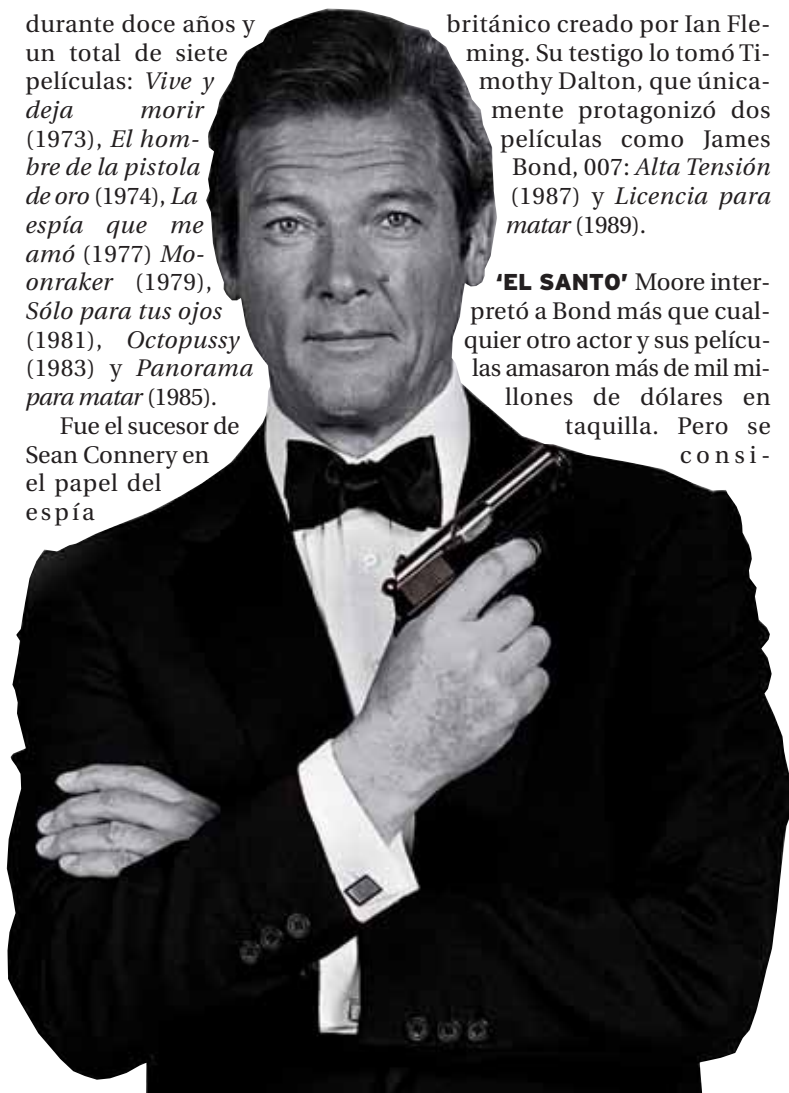 durante doce años y
un total de siete
películas: Vive y
deja morir
(1973), El hom-
bre de la pistola
de oro (1974), La
espía que me
amó (1977) Mo-
onraker (1979),
Sólo para tus ojos
(1981), Octopussy
(1983) y Panorama
para matar (1985).
Fue el sucesor de
Sean Connery en
el papel del
espía
británico creado por Ian Fle-
ming. Su testigo lo tomó Ti-
mothy Dalton, que única-
mente protagonizó dos
películas como James
Bond, 007: Alta Tensión
(1987) y Licencia para
matar (1989).
‘EL SANTO’ Moore inter-
pretó a Bond más que cual-
quier otro actor y sus pelícu-
las amasaron más de mil mi-
llones de dólares en
taquilla. Pero se
consi-